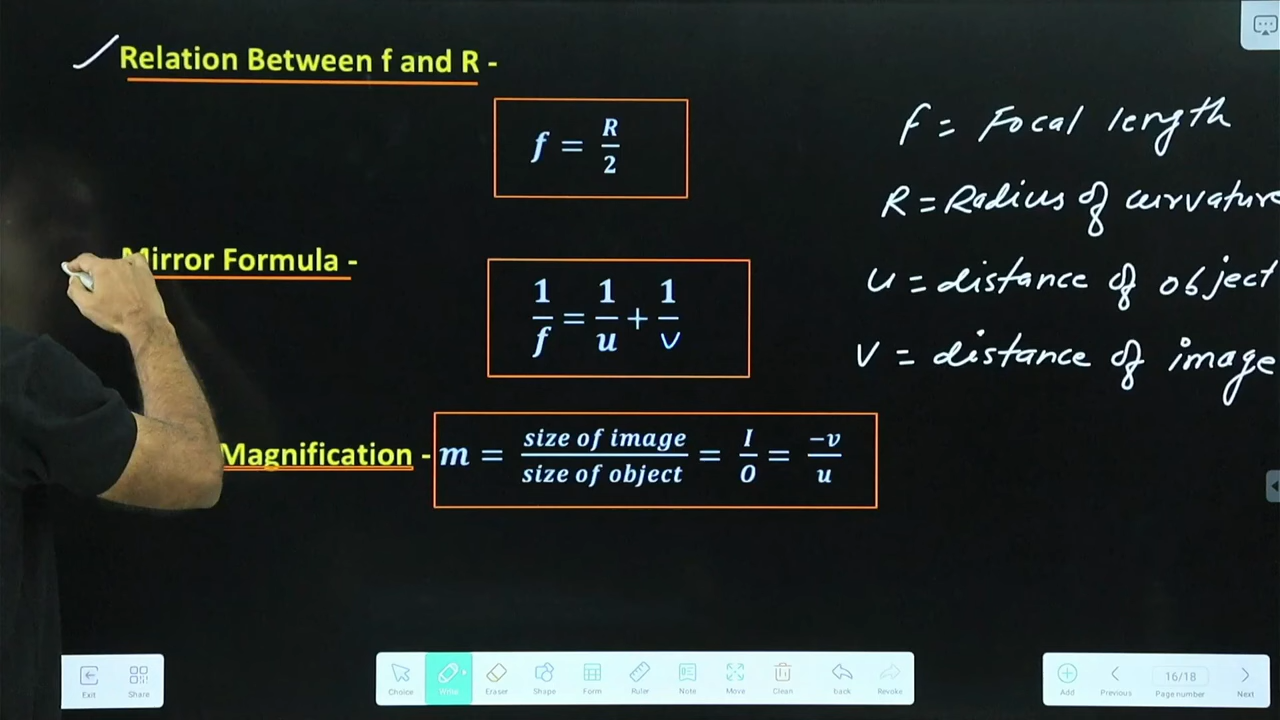 Relation Between f and R -
f = R/2
f = Focal length
R = Radius of curvature
Mirror Formula -
1/f = 1/u + 1/v
u = distance of object
v = distance of image
Magnification - m = size of image/size of object = I/O = -v/u
Exit Share Choice Write Eraser Shape Form Ruler Note Move Clean back Revoke Add Previous 16/18 Page number Next